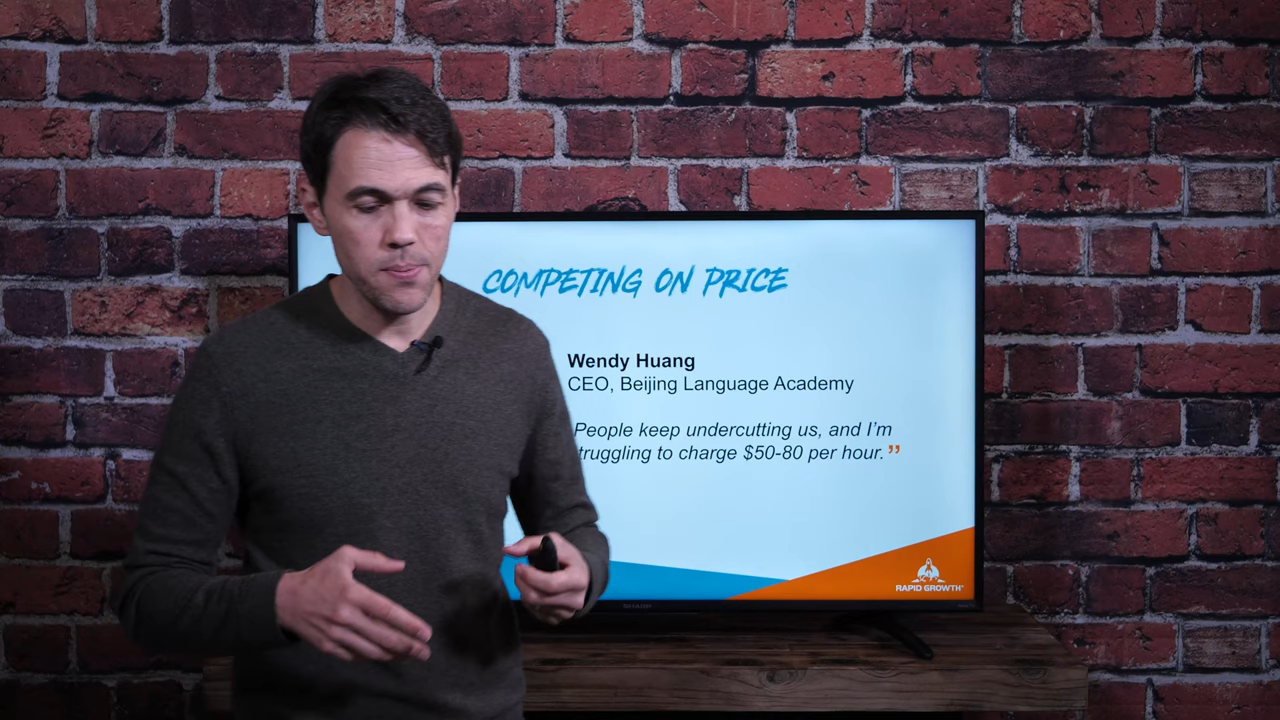 COMPETING ON PRICE
Wendy Huang
CEO, Beijing Language Academy
People keep undercutting us, and I'm
truggling to charge $50-80 per hour.”
RAPID GROWTH
SHARP